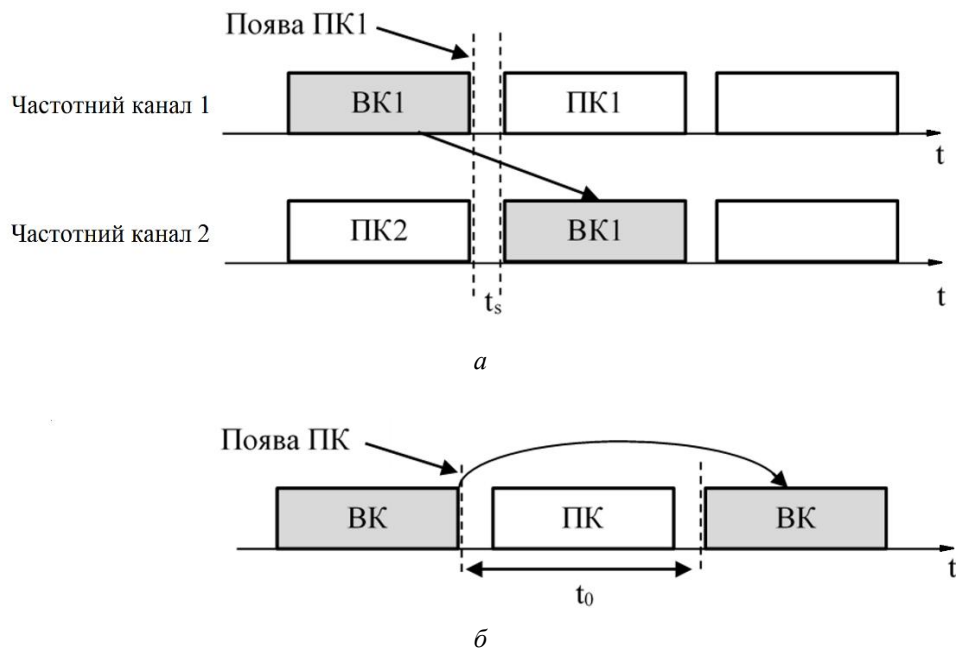 Поява ПК1
Частотний канал 1
ВК1
ПК1
t
Частотний канал 2
ПК2
ВК1
t
ts
а
Поява ПК
ВК
ПК
ВК
t
t0
б